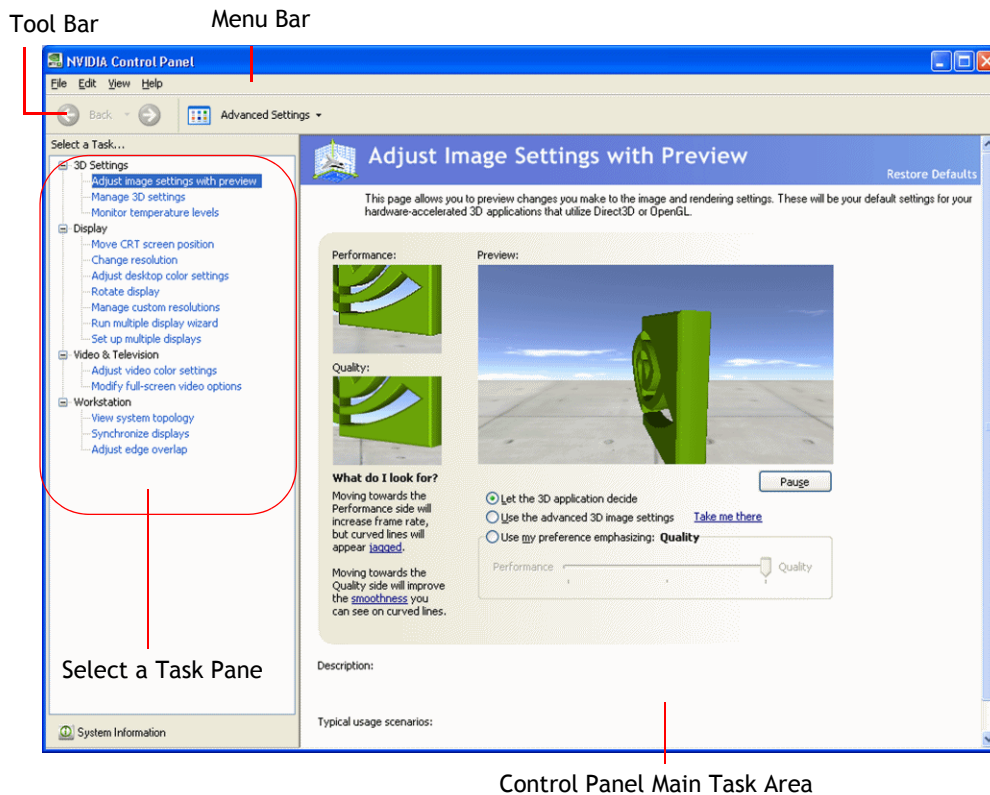 Tool Bar
Menu Bar
NVIDIA Control Panel
File Edit View Help
Back
Advanced Settings
Select a Task...
3D Settings
Adjust image settings with preview
Manage 3D settings
Monitor temperature levels
Display
Move CRT screen position
Change resolution
Adjust desktop color settings
Rotate display
Manage custom resolutions
Run multiple display wizard
Set up multiple displays
Video & Television
Adjust video color settings
Modify full-screen video options
Workstation
View system topology
Synchronize displays
Adjust edge overlap
Select a Task Pane
System Information
3D
Adjust Image Settings with Preview
Restore Defaults
This page allows you to preview changes you make to the image and rendering settings. These will be your default settings for your
hardware-accelerated 3D applications that utilize Direct3D or OpenGL.
Performance:
Quality:
What do I look for?
Moving towards the
Performance side will
increase frame rate,
but curved lines will
appear jagged.
Moving towards the
Quality side will improve
the smoothness you
can see on curved lines.
Preview:
Pause
Let the 3D application decide
Use the advanced 3D image settings Take me there
Use my preference emphasizing: Quality
Performance Quality
Description:
Typical usage scenarios:
Control Panel Main Task Area